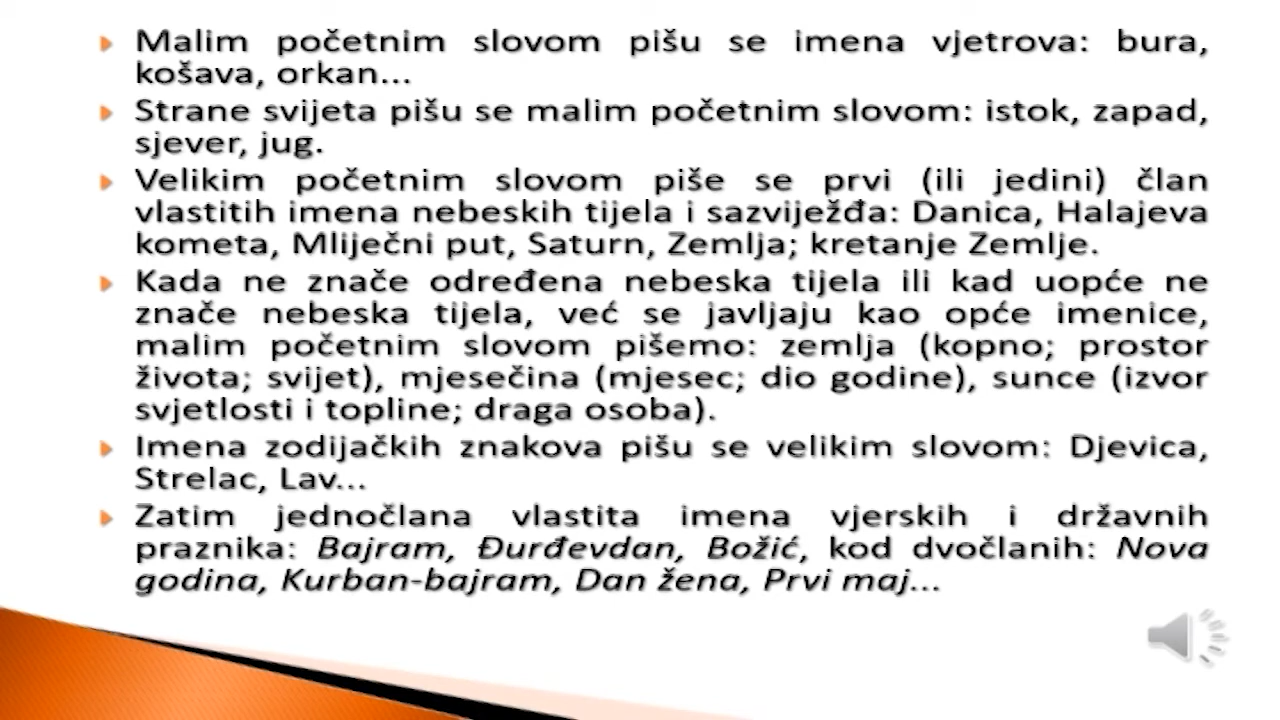 Malim početnim slovom pišu se imena vjetrova: bura,
košava, orkan...
Strane svijeta pišu se malim početnim slovom: istok, zapad,
sjever, jug.
Velikim početnim slovom piše se prvi (ili jedini) član
vlastitih imena nebeskih tijela i sazviježđa: Danica, Halajeva
kometa, Mliječni put, Saturn, Zemlja; kretanje Zemlje.
Kada ne znače određena nebeska tijela ili kad uopće ne
znače nebeska tijela, već se javljaju kao opće imenice,
malim početnim slovom pišemo: zemlja (kopno; prostor
života; svijet), mjesečina (mjesec; dio godine), sunce (izvor
svjetlosti i topline; draga osoba).
Imena zodijačkih znakova pišu se velikim slovom: Djevica,
Strelac, Lav...
Zatim jednočlana vlastita imena vjerskih i državnih
praznika: Bajram, Đurđevdan, Božić, kod dvočlanih: Nova
godina, Kurban-bajram, Dan žena, Prvi maj...